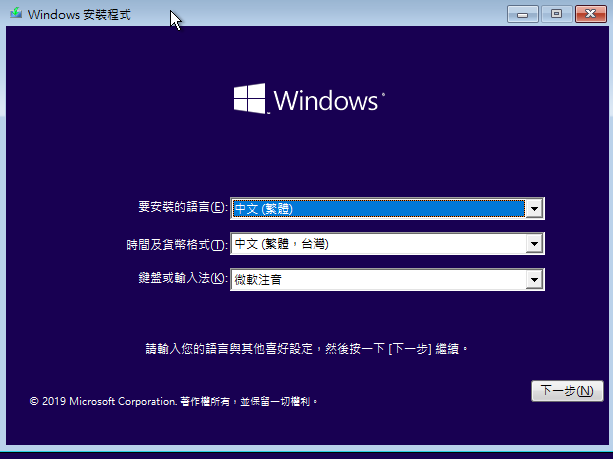 Windows 安裝程式
Windows
要安裝的語言(E): 中文 (繁體)
時間及貨幣格式(T): 中文 (繁體，台灣)
鍵盤或輸入法(K): 微軟注音
請輸入您的語言與其他喜好設定，然後按一下 [下一步] 繼續。
下一步(N)
© 2019 Microsoft Corporation. 著作權所有，並保留一切權利。